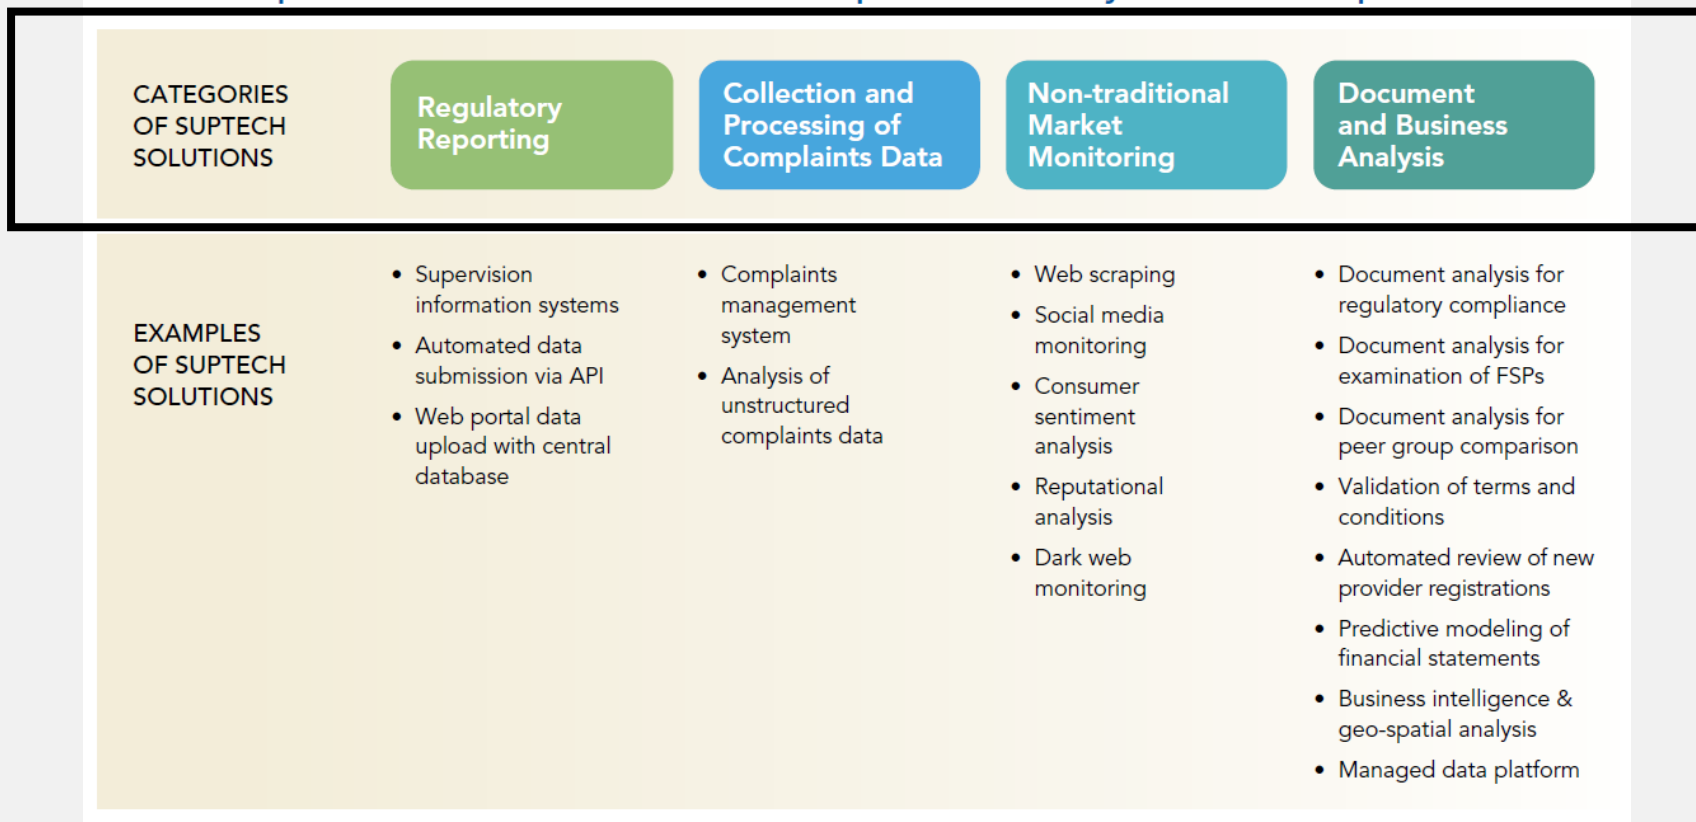 CATEGORIES
OF SUPTECH
SOLUTIONS
Regulatory
Reporting
Collection and
Processing of
Complaints Data
Non-traditional
Market
Monitoring
Document
and Business
Analysis
EXAMPLES
OF SUPTECH
SOLUTIONS
• Supervision
information systems
• Automated data
submission via API
• Web portal data
upload with central
database
• Complaints
management
system
• Analysis of
unstructured
complaints data
• Web scraping
• Social media
monitoring
• Consumer
sentiment
analysis
• Reputational
analysis
• Dark web
monitoring
• Document analysis for
regulatory compliance
• Document analysis for
examination of FSPs
• Document analysis for
peer group comparison
• Validation of terms and
conditions
• Automated review of new
provider registrations
• Predictive modeling of
financial statements
• Business intelligence &
geo-spatial analysis
• Managed data platform